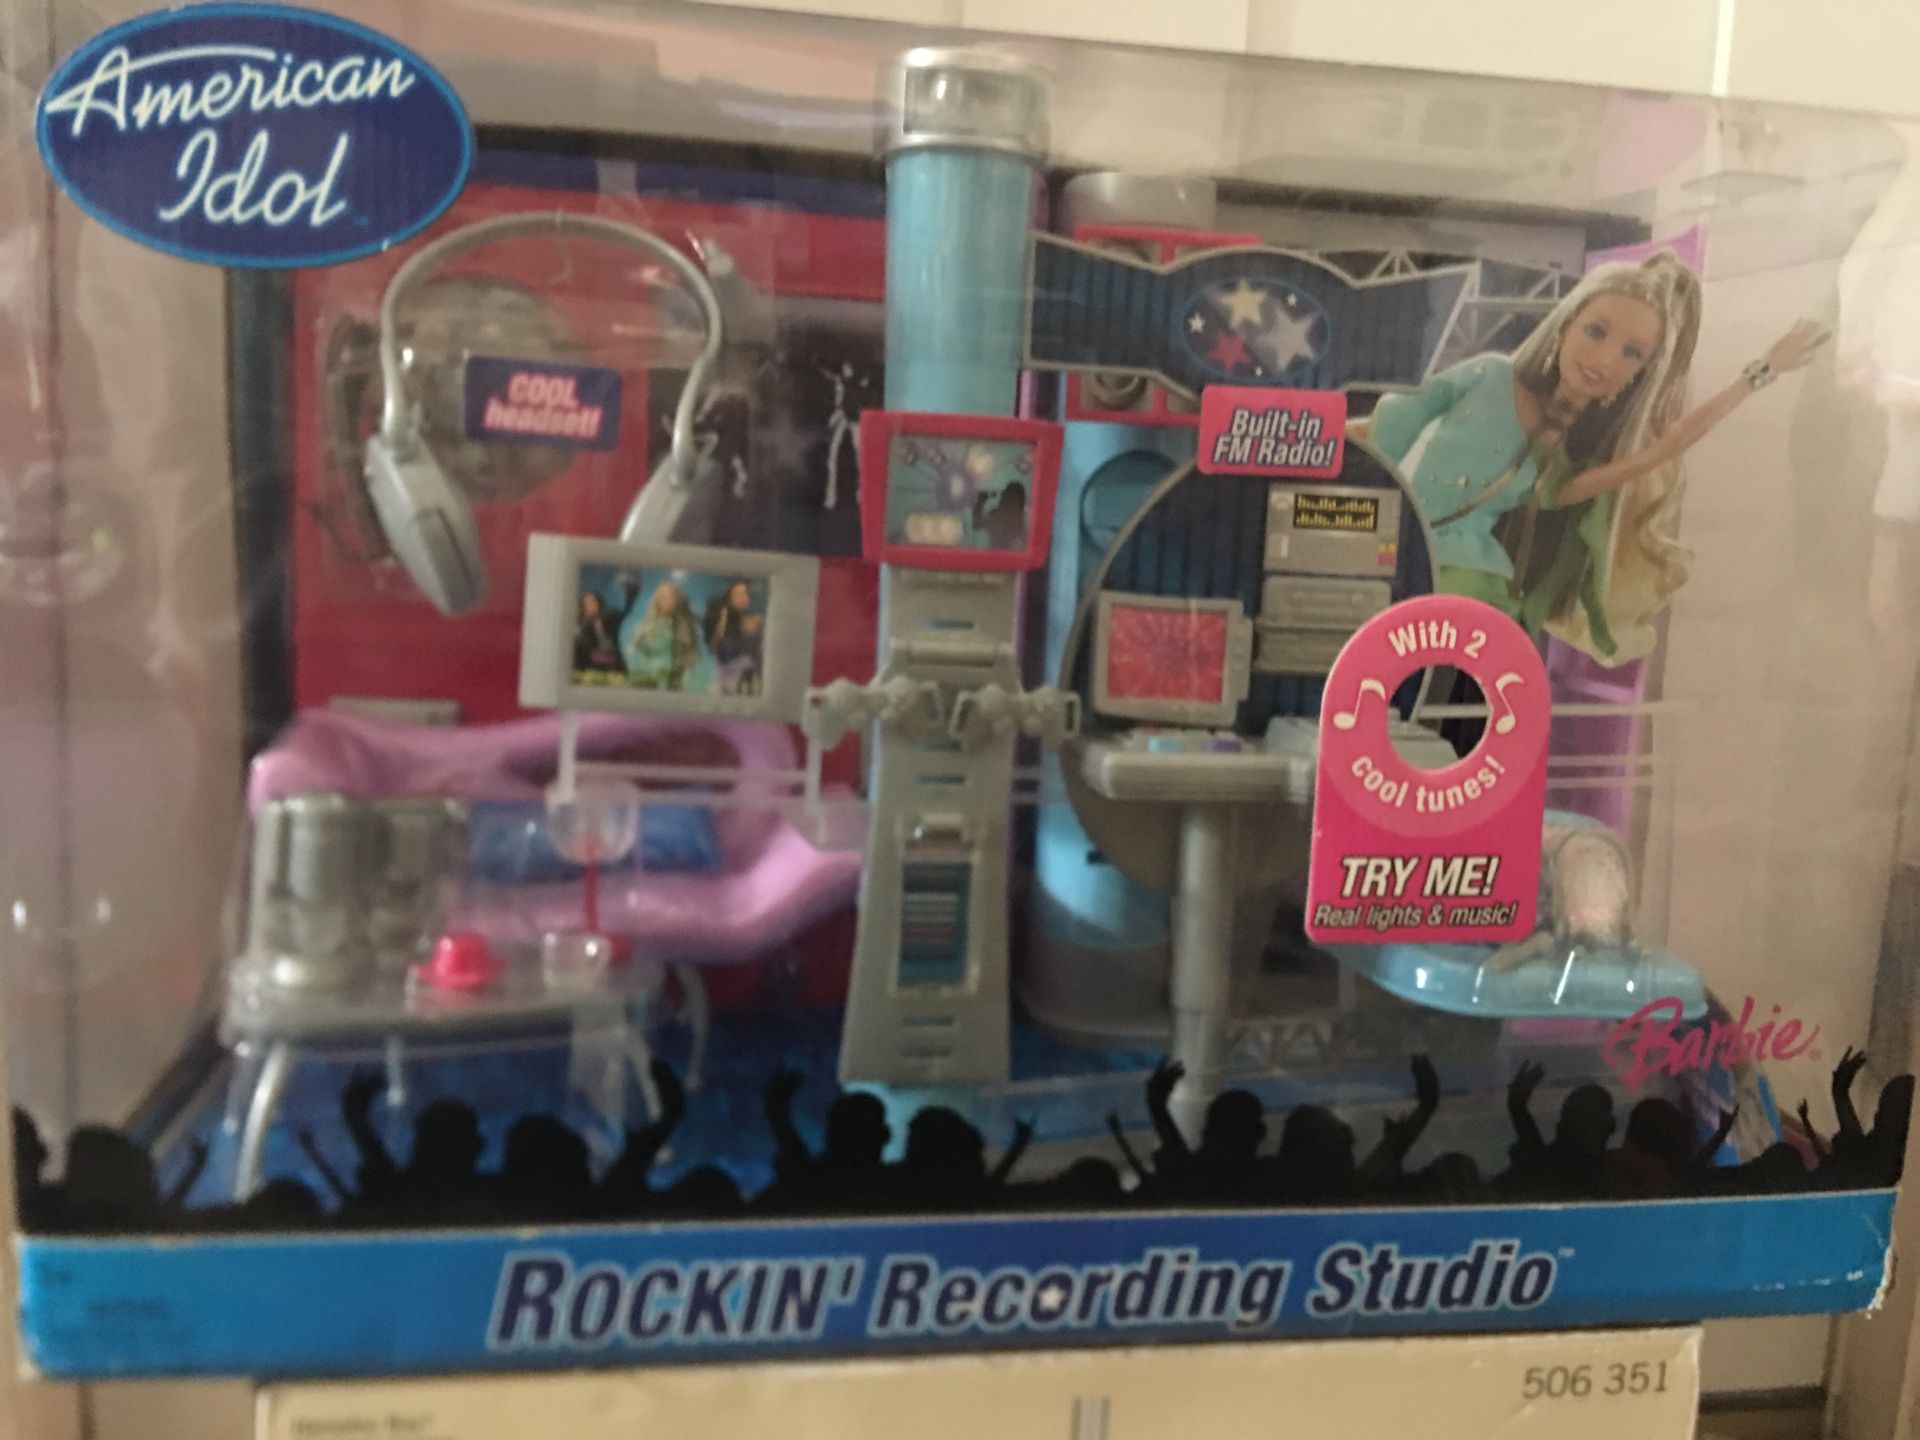 American
Idol
COOL
headset!
Built-in
FM Radio!
With 2
cool tunes!
TRY ME!
Real lights & music!
Barbie®
ROCKIN' Recording Studio™
506 351